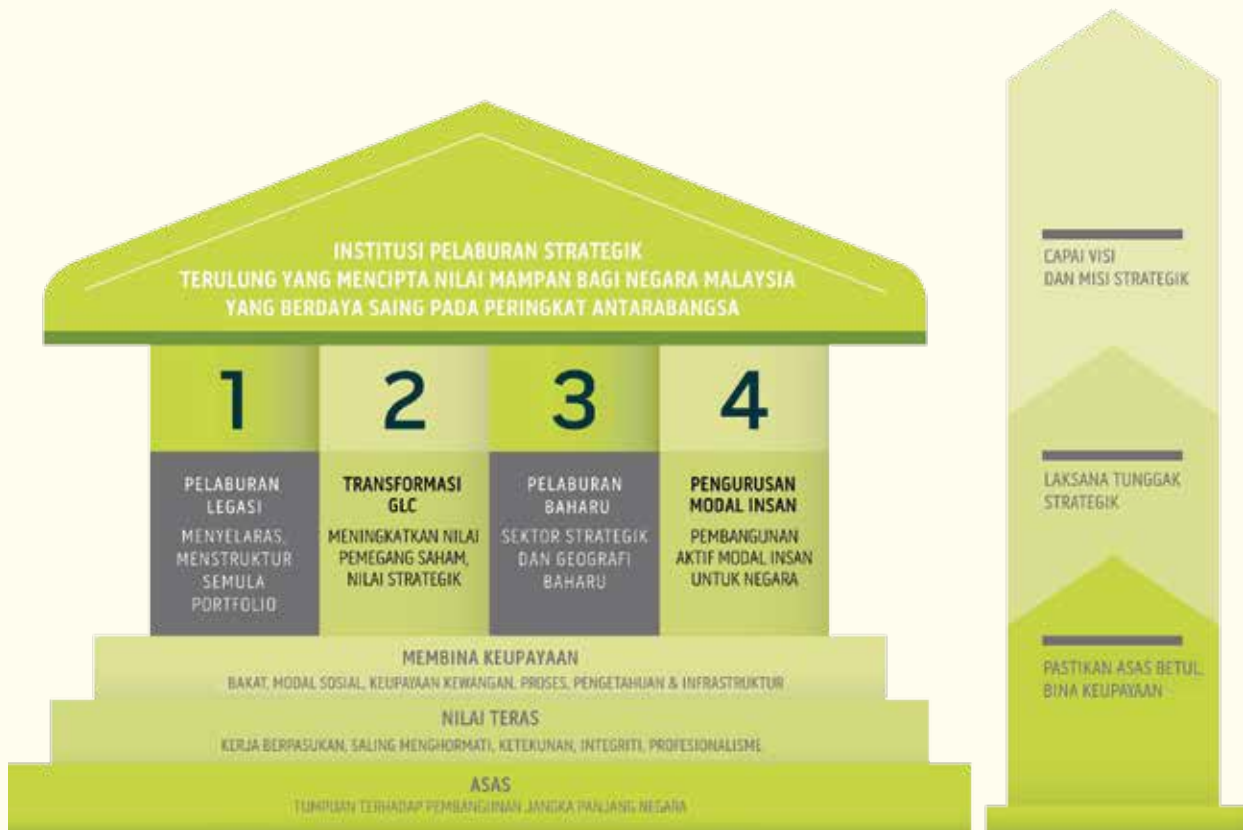 INSTITUSI PELABURAN STRATEGIK
TERULUNG YANG MENCIPTA NILAI MAMPAN BAGI NEGARA MALAYSIA
YANG BERDAYA SAING PADA PERINGKAT ANTARABANGSA
1
PELABURAN
LEGASI
MENYELARAS,
MENSTRUKTUR
SEMULA
PORTFOLIO
2
TRANSFORMASI
GLC
MENINGKATKAN NILAI
PEMEGANG SAHAM,
NILAI STRATEGIK
3
PELABURAN
BAHARU
SEKTOR STRATEGIK
DAN GEOGRAFI
BAHARU
4
PENGURUSAN
MODAL INSAN
PEMBANGUNAN
AKTIF MODAL INSAN
UNTUK NEGARA
MEMBINA KEUPAYAAN
BAKAT, MODAL SOSIAL, KEUPAYAAN KEWANGAN, PROSES, PENGETAHUAN & INFRASTRUKTUR
NILAI TERAS
KERJA BERPASUKAN, SALING MENGHORMATI, KETEKUNAN, INTEGRITI, PROFESIONALISME
ASAS
TUMPUAN TERHADAP PEMBANGUNAN JANGKA PANJANG NEGARA
CAPAI VISI
DAN MISI STRATEGIK
LAKSANA TUNGGAK
STRATEGIK
PASTIKAN ASAS BETUL,
BINA KEUPAYAAN